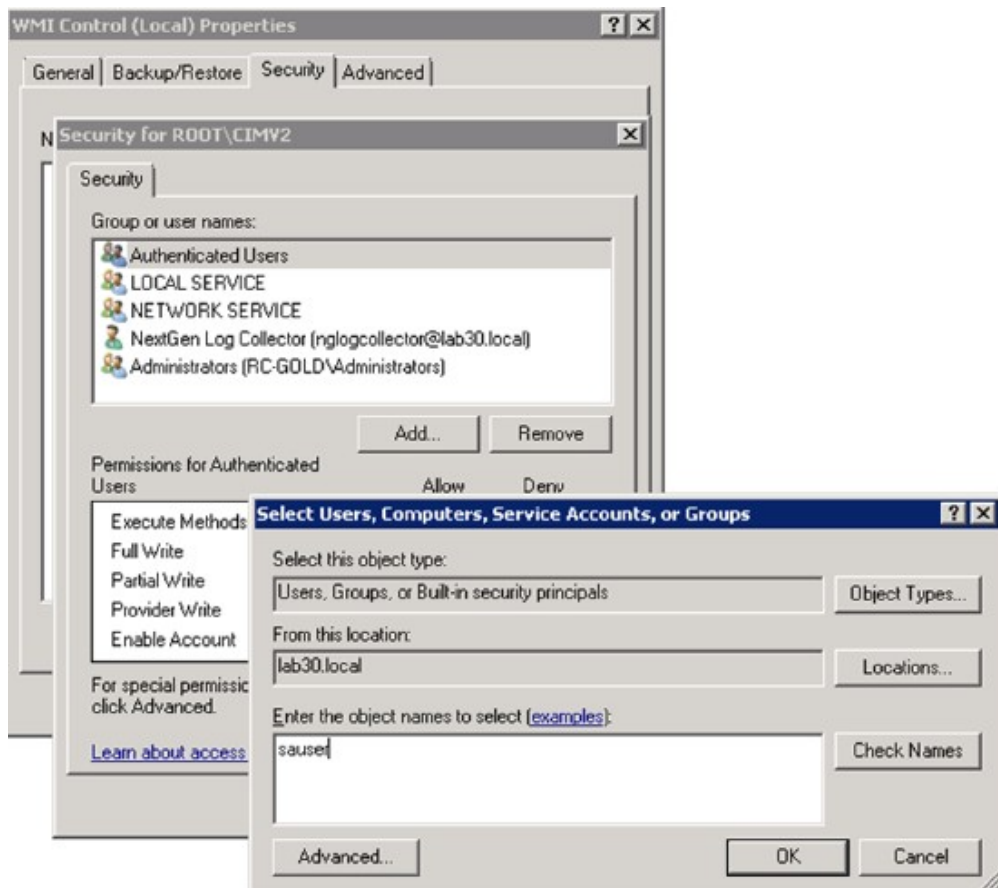 WMI Control (Local) Properties
General
Backup/Restore
Security
Advanced
N
Security for ROOT\CIMV2
Security
Group or user names:
Authenticated Users
LOCAL SERVICE
NETWORK SERVICE
NextGen Log Collector (nglogcollector@lab30.local)
Administrators (RC-GOLD\Administrators)
Add...
Remove
Permissions for Authenticated
Users
Allow
Deny
Execute Methods
Full Write
Partial Write
Provider Write
Enable Account
For special permissic
click Advanced.
Learn about access
Select Users, Computers, Service Accounts, or Groups
Select this object type:
Users, Groups, or Built-in security principals
Object Types...
From this location:
lab30.local
Locations...
Enter the object names to select (examples):
sauser
Check Names
Advanced...
OK
Cancel